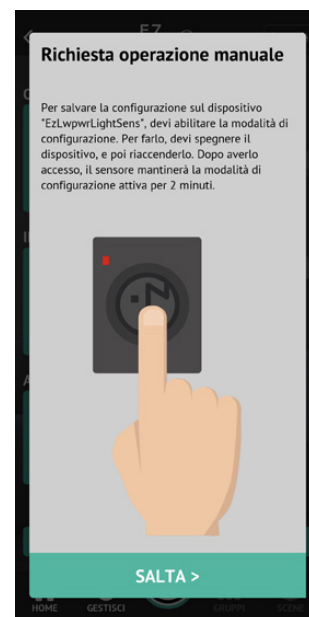 EZ
Richiesta operazione manuale
Per salvare la configurazione sul dispositivo
"EzLwpwrLightSens", devi abilitare la modalità di
configurazione. Per farlo, devi spegnere il
dispositivo, e poi riaccenderlo. Dopo averlo
accesso, il sensore mantinerà la modalità di
configurazione attiva per 2 minuti.
SALTA >
HOME GESTISCI GRUPPI SCENE